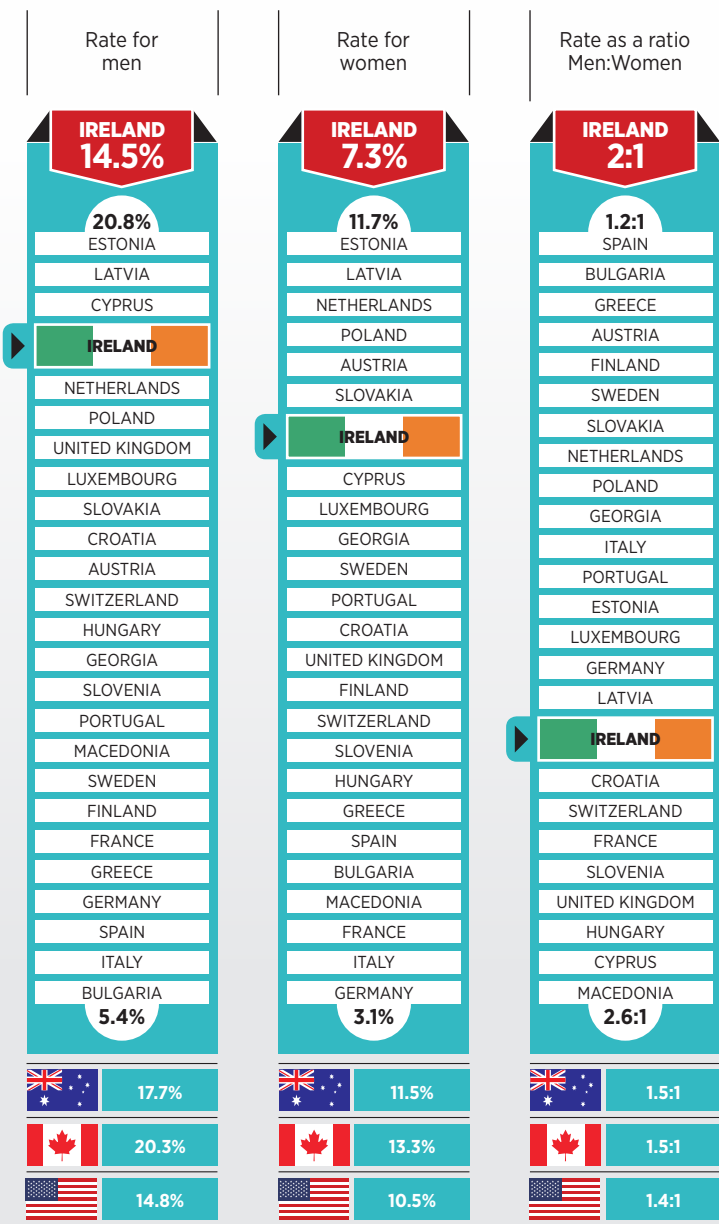 Rate for
men
IRELAND
14.5%
20.8%
ESTONIA
LATVIA
CYPRUS
IRELAND
NETHERLANDS
POLAND
UNITED KINGDOM
LUXEMBOURG
SLOVAKIA
CROATIA
AUSTRIA
SWITZERLAND
HUNGARY
GEORGIA
SLOVENIA
PORTUGAL
MACEDONIA
SWEDEN
FINLAND
FRANCE
GREECE
GERMANY
SPAIN
ITALY
BULGARIA
5.4%
17.7%
20.3%
14.8%
Rate for
women
IRELAND
7.3%
11.7%
ESTONIA
LATVIA
NETHERLANDS
POLAND
AUSTRIA
SLOVAKIA
IRELAND
CYPRUS
LUXEMBOURG
GEORGIA
SWEDEN
PORTUGAL
CROATIA
UNITED KINGDOM
FINLAND
SWITZERLAND
SLOVENIA
HUNGARY
GREECE
SPAIN
BULGARIA
MACEDONIA
FRANCE
ITALY
GERMANY
3.1%
11.5%
13.3%
10.5%
Rate as a ratio
Men:Women
IRELAND
2:1
1.2:1
SPAIN
BULGARIA
GREECE
AUSTRIA
FINLAND
SWEDEN
SLOVAKIA
NETHERLANDS
POLAND
GEORGIA
ITALY
PORTUGAL
ESTONIA
LUXEMBOURG
GERMANY
LATVIA
IRELAND
CROATIA
SWITZERLAND
FRANCE
SLOVENIA
UNITED KINGDOM
HUNGARY
CYPRUS
MACEDONIA
2.6:1
1.5:1
1.5:1
1.4:1